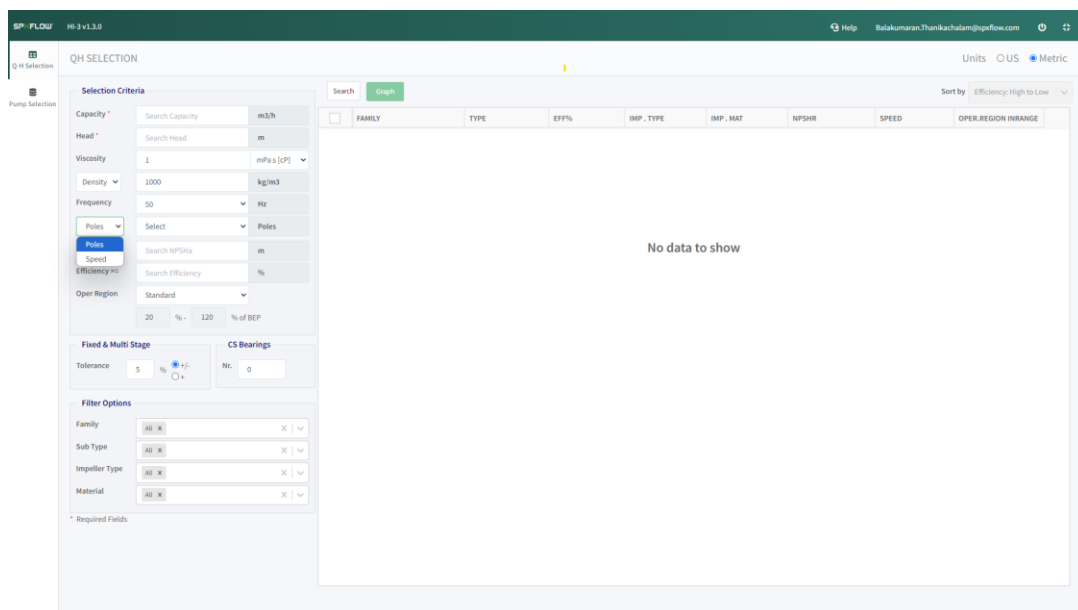 SPXFLOW HI-3 v1.3.0 Help Balakumaran.Thanikachalam@spxflow.com
Q-H Selection
Pump Selection
QH SELECTION Units US Metric
Selection Criteria
Search Graph Sort by Efficiency: High to Low
Capacity * Search Capacity m3/h
FAMILY TYPE EFF% IMP . TYPE IMP . MAT NPSHR SPEED OPER.REGION INRANGE
Head * Search Head m
Viscosity 1 mPa s [cP]
Density 1000 kg/m3
Frequency 50 Hz
Poles Select Poles
Poles
Speed
Search NPSHa m
No data to show
Efficiency >= Search Efficiency %
Oper Region Standard
20 % - 120 % of BEP
Fixed & Multi Stage CS Bearings
Tolerance 5 % +/- Nr. 0
+
Filter Options
Family All ×
Sub Type All ×
Impeller Type All ×
Material All ×
* Required Fields